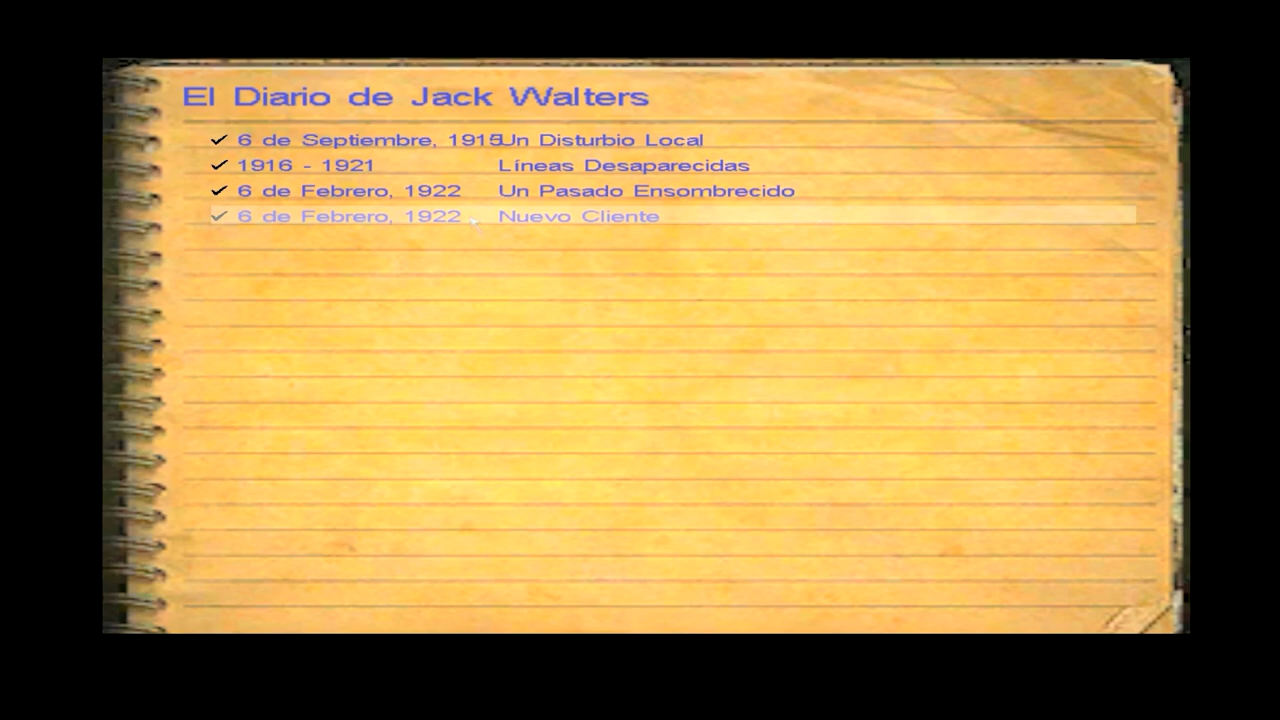 El Diario de Jack Walters
6 de Septiembre, 1915 Un Disturbio Local
1916 - 1921 Líneas Desaparecidas
6 de Febrero, 1922 Un Pasado Ensombrecido
6 de Febrero, 1922 Nuevo Cliente